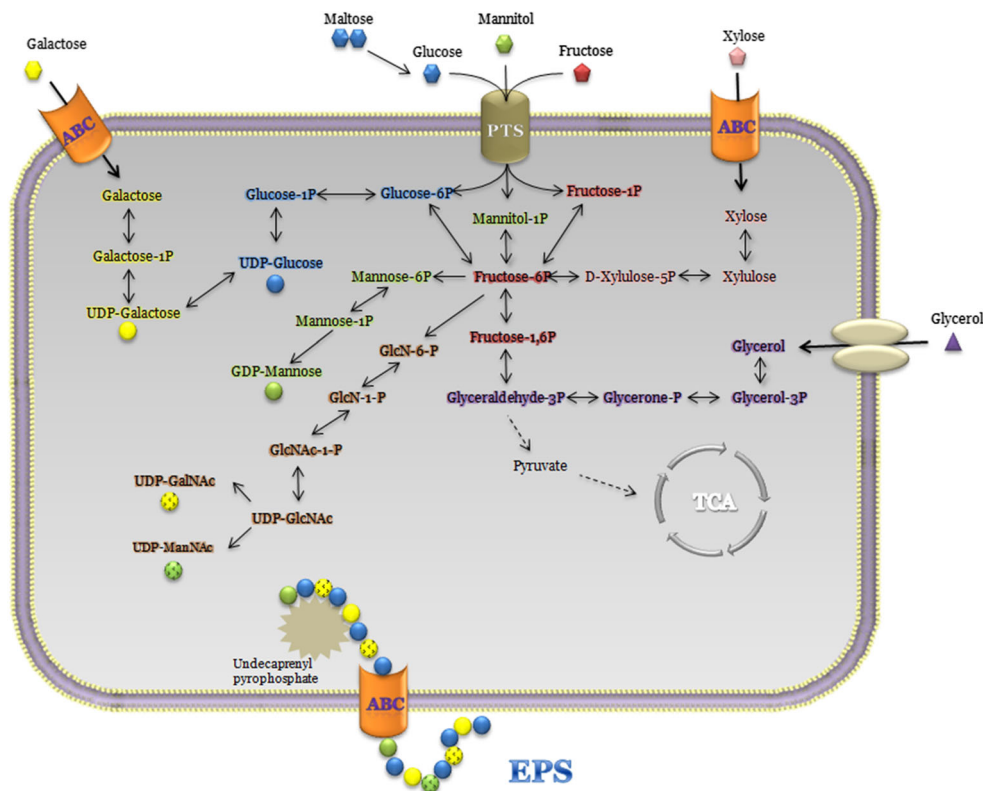 Maltose
Mannitol
Galactose
Glucose
Fructose
Xylose
ABC
PTS
ABC
Galactose
Glucose-1P
Glucose-6P
Fructose-1P
Mannitol-1P
Xylose
Galactose-1P
UDP-Glucose
Mannose-6P
Fructose-6P
D-Xylulose-5P
Xylulose
UDP-Galactose
Mannose-1P
Glycerol
Fructose-1,6P
GlcN-6-P
Glycerol
GDP-Mannose
GlcN-1-P
Glyceraldehyde-3P
Glycerone-P
Glycerol-3P
GlcNAc-1-P
Pyruvate
UDP-GalNAc
TCA
UDP-GlcNAc
UDP-ManNAc
Undecaprenyl
pyrophosphate
ABC
EPS